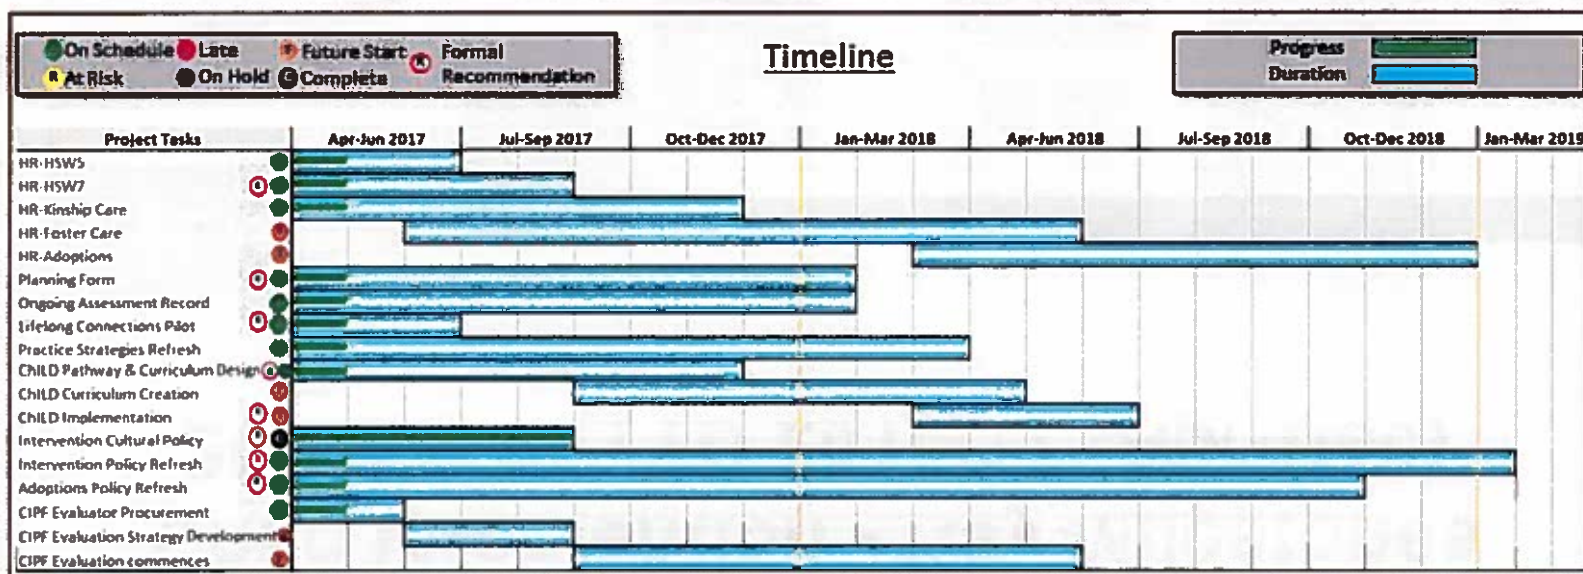 On Schedule Late F Future Start R Formal
Timeline
Progress
R At Risk On Hold C Complete Recommendation
Duration
Project Tasks Apr-Jun 2017 Jul-Sep 2017 Oct-Dec 2017 Jan-Mar 2018 Apr-Jun 2018 Jul-Sep 2018 Oct-Dec 2018 Jan-Mar 2019
HR-HSW5
HR-HSW7
HR-Kinship Care
HR-Foster Care
HR-Adoptions
Planning Form
Ongoing Assessment Record
Lifelong Connections Pilot
Practice Strategies Refresh
ChILD Pathway & Curriculum Design
ChILD Curriculum Creation
ChILD Implementation
Intervention Cultural Policy
Intervention Policy Refresh
Adoptions Policy Refresh
CIPF Evaluator Procurement
CIPF Evaluation Strategy Development
CIPF Evaluation commences